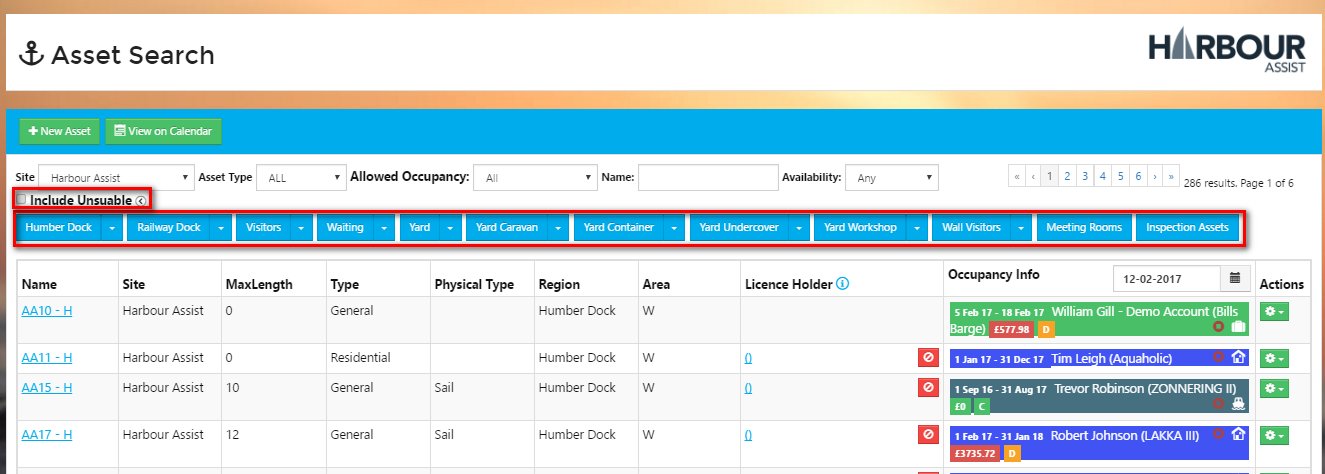 Asset Search
HARBOUR
ASSIST
New Asset
View on Calendar
Site Harbour Assist Asset Type ALL Allowed Occupancy: All Name: Availability: Any « ‹ 1 2 3 4 5 6 › » 286 results. Page 1 of 6
Include Unsuable
Humber Dock Railway Dock Visitors Waiting Yard Yard Caravan Yard Container Yard Undercover Yard Workshop Wall Visitors Meeting Rooms Inspection Assets
Name Site MaxLength Type Physical Type Region Area Licence Holder Occupancy Info 12-02-2017 Actions
AA10 - H Harbour Assist 0 General Humber Dock W 5 Feb 17 - 18 Feb 17 William Gill - Demo Account (Bills
Barge) £577.98 D
AA11 - H Harbour Assist 0 Residential Humber Dock W () 1 Jan 17 - 31 Dec 17 Tim Leigh (Aquaholic)
AA15 - H Harbour Assist 10 General Sail Humber Dock W () 1 Sep 16 - 31 Aug 17 Trevor Robinson (ZONNERING II)
£0 C
AA17 - H Harbour Assist 12 General Sail Humber Dock W () 1 Feb 17 - 31 Jan 18 Robert Johnson (LAKKA III)
£3735.72 D